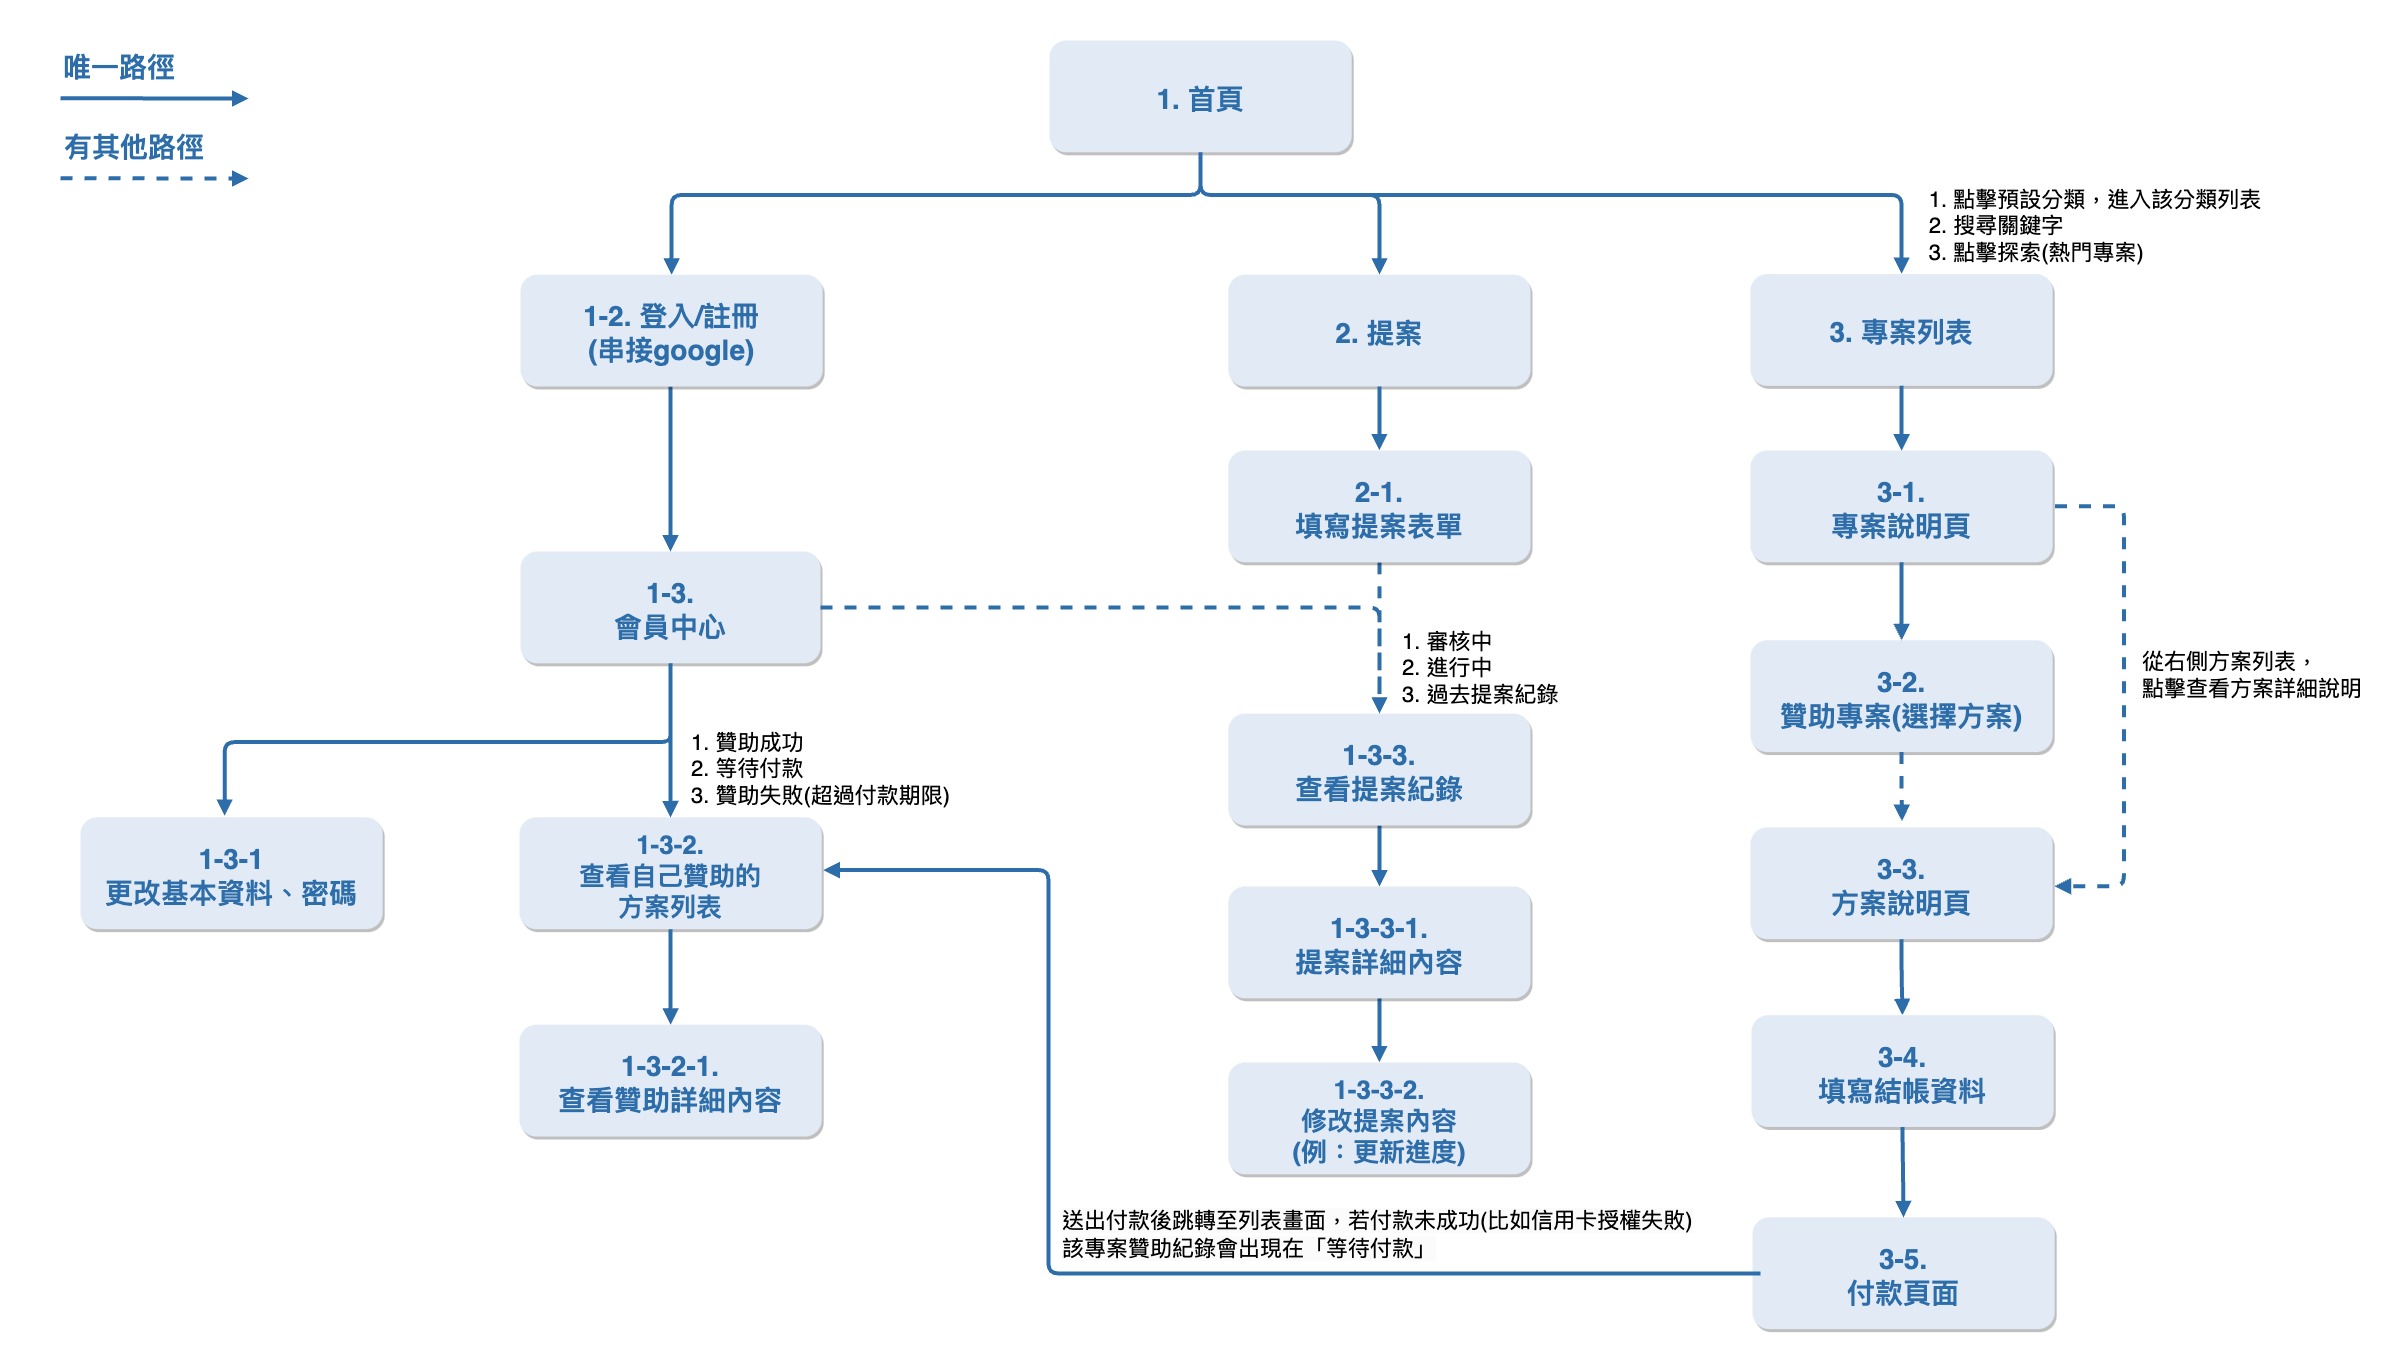 唯一路徑
有其他路徑
1. 首頁
1. 點擊預設分類，進入該分類列表
2. 搜尋關鍵字
3. 點擊探索(熱門專案)
1-2. 登入/註冊
(串接google)
2. 提案
3. 專案列表
2-1.
填寫提案表單
3-1.
專案說明頁
1-3.
會員中心
1. 審核中
2. 進行中
3. 過去提案紀錄
3-2.
贊助專案(選擇方案)
從右側方案列表，
點擊查看方案詳細說明
1. 贊助成功
2. 等待付款
3. 贊助失敗(超過付款期限)
1-3-3.
查看提案紀錄
1-3-1
更改基本資料、密碼
1-3-2.
查看自己贊助的
方案列表
3-3.
方案說明頁
1-3-3-1.
提案詳細內容
1-3-2-1.
查看贊助詳細內容
3-4.
填寫結帳資料
1-3-3-2.
修改提案內容
(例：更新進度)
送出付款後跳轉至列表畫面，若付款未成功(比如信用卡授權失敗)
該專案贊助紀錄會出現在「等待付款」
3-5.
付款頁面